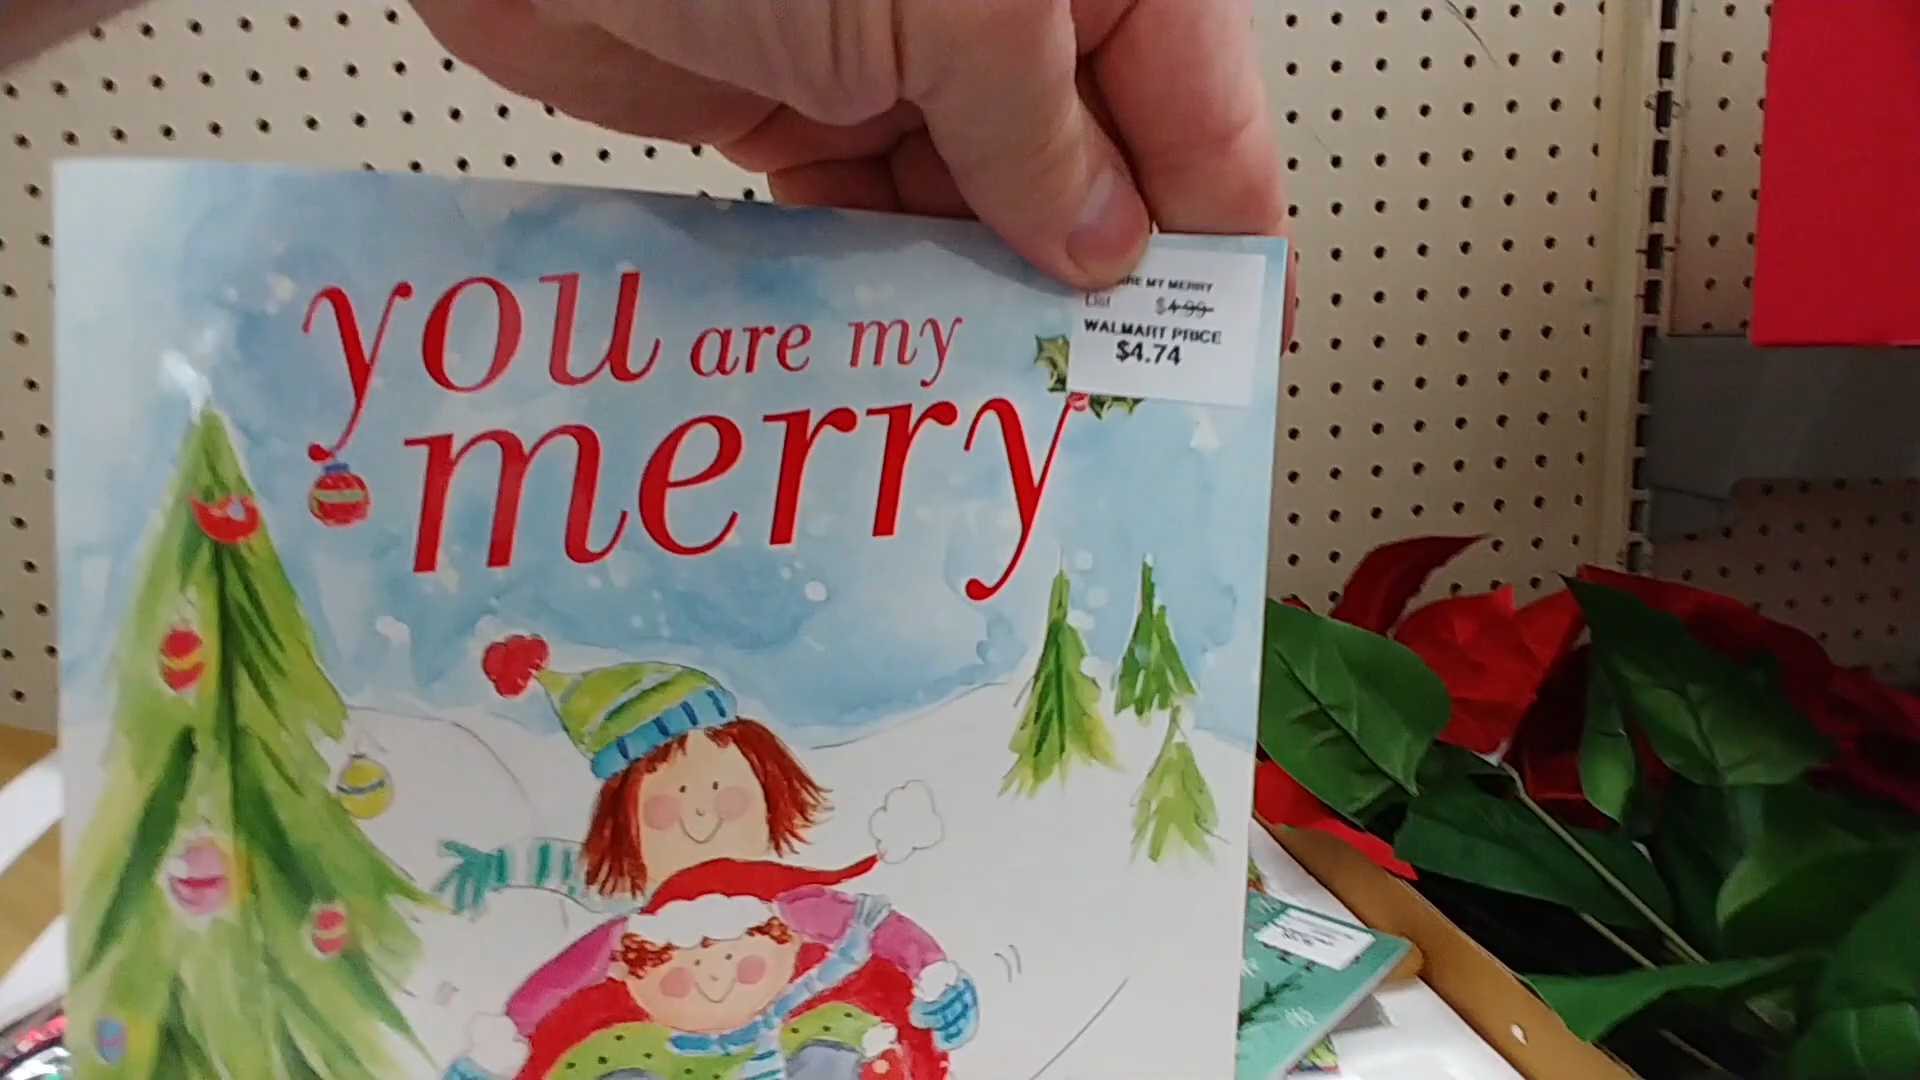 you are my
merry
ARE MY MERRY
List $4.99
WALMART PRICE
$4.74